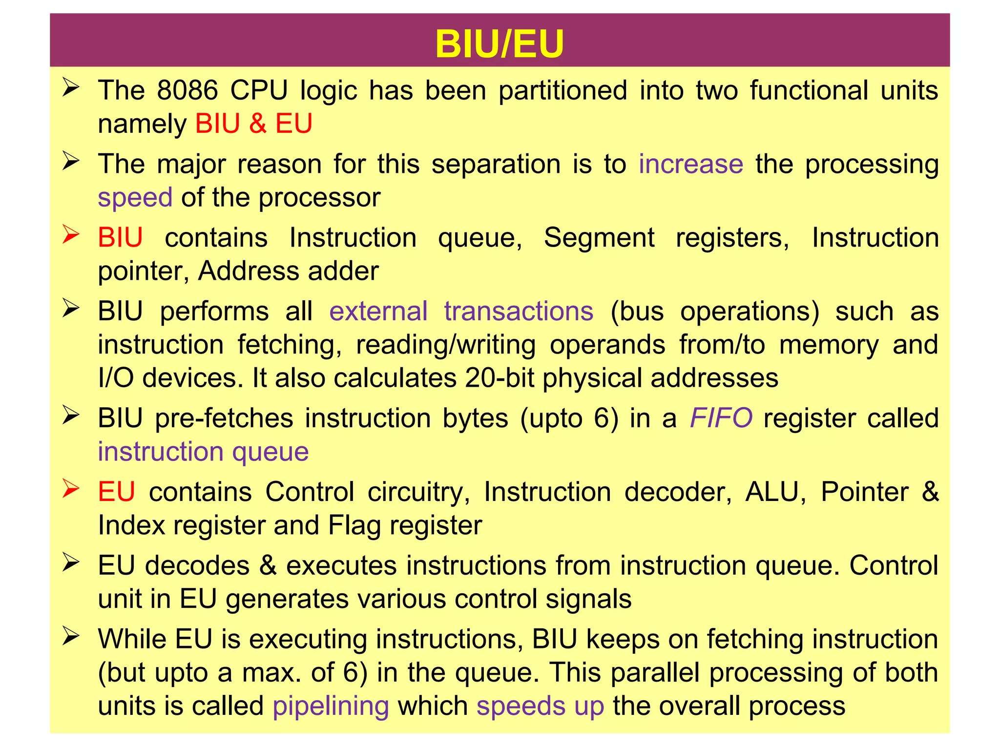 BIU/EU
➢ The 8086 CPU logic has been partitioned into two functional units
namely BIU & EU
➢ The major reason for this separation is to increase the processing
speed of the processor
➢ BIU contains Instruction queue, Segment registers, Instruction
pointer, Address adder
➢ BIU performs all external transactions (bus operations) such as
instruction fetching, reading/writing operands from/to memory and
I/O devices. It also calculates 20-bit physical addresses
➢ BIU pre-fetches instruction bytes (upto 6) in a FIFO register called
instruction queue
➢ EU contains Control circuitry, Instruction decoder, ALU, Pointer &
Index register and Flag register
➢ EU decodes & executes instructions from instruction queue. Control
unit in EU generates various control signals
➢ While EU is executing instructions, BIU keeps on fetching instruction
(but upto a max. of 6) in the queue. This parallel processing of both
units is called pipelining which speeds up the overall process